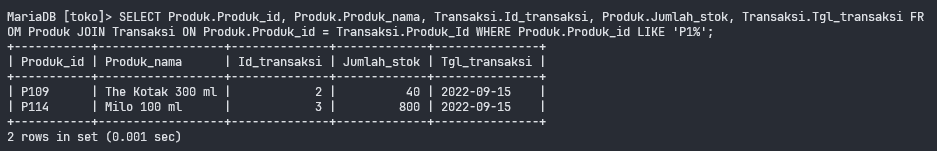 MariaDB [toko]> SELECT Produk.Produk_id, Produk.Produk_nama, Transaksi.Id_transaksi, Produk.Jumlah_stok, Transaksi.Tgl_transaksi FR
OM Produk JOIN Transaksi ON Produk.Produk_id = Transaksi.Produk_Id WHERE Produk.Produk_id LIKE 'P1%';
+-----------+------------------+--------------+-------------+---------------+
| Produk_id | Produk_nama      | Id_transaksi | Jumlah_stok | Tgl_transaksi |
+-----------+------------------+--------------+-------------+---------------+
| P109      | The Kotak 300 ml |            2 |          40 | 2022-09-15    |
| P114      | Milo 100 ml      |            3 |         800 | 2022-09-15    |
+-----------+------------------+--------------+-------------+---------------+
2 rows in set (0.001 sec)